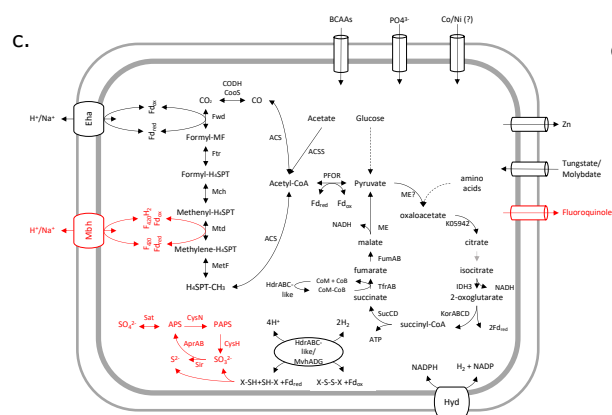 c.
BCAAs
PO4³⁻
Co/Ni (?)
H⁺/Na⁺
Eha
Fd_ox
Fd_red
CO₂
CODH
CooS
CO
Fwd
Formyl-MF
Ftr
Formyl-H₄SPT
Mch
Methenyl-H₄SPT
Mtd
Methylene-H₄SPT
MetF
H₄SPT-CH₃
H⁺/Na⁺
Mbh
F₄₂₀H₂
Fd_ox
F₄₂₀
Fd_red
ACS
ACS
Acetate
ACSS
Acetyl-CoA
PFOR
Fd_red
Fd_ox
Glucose
Pyruvate
ME?
amino
acids
oxaloacetate
K05942
citrate
isocitrate
IDH3
NADH
2-oxoglutarate
KorABCD
2Fd_red
succinyl-CoA
SucCD
ATP
succinate
TfrAB
CoM + CoB
CoM-CoB
HdrABC-
like
fumarate
FumAB
malate
NADH
ME
Zn
Tungstate/
Molybdate
Fluoroquinole
SO₄²⁻
Sat
APS
CysN
PAPS
CysH
AprAB
S²⁻
Sir
SO₃²⁻
4H⁺
2H₂
HdrABC-
like/
MvhADG
X-SH+SH-X +Fd_red
X-S-S-X +Fd_ox
NADPH
H₂ + NADP
Hyd